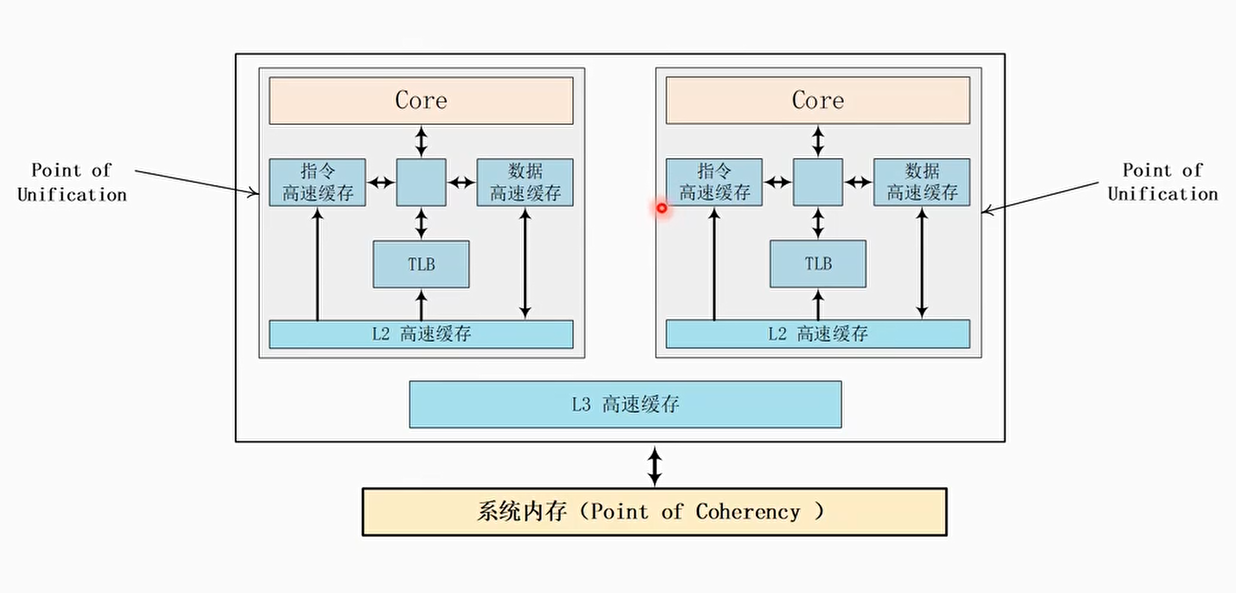 Core
Core
Point of
Unification
指令
高速缓存
数据
高速缓存
指令
高速缓存
数据
高速缓存
Point of
Unification
TLB
TLB
L2 高速缓存
L2 高速缓存
L3 高速缓存
系统内存（Point of Coherency ）